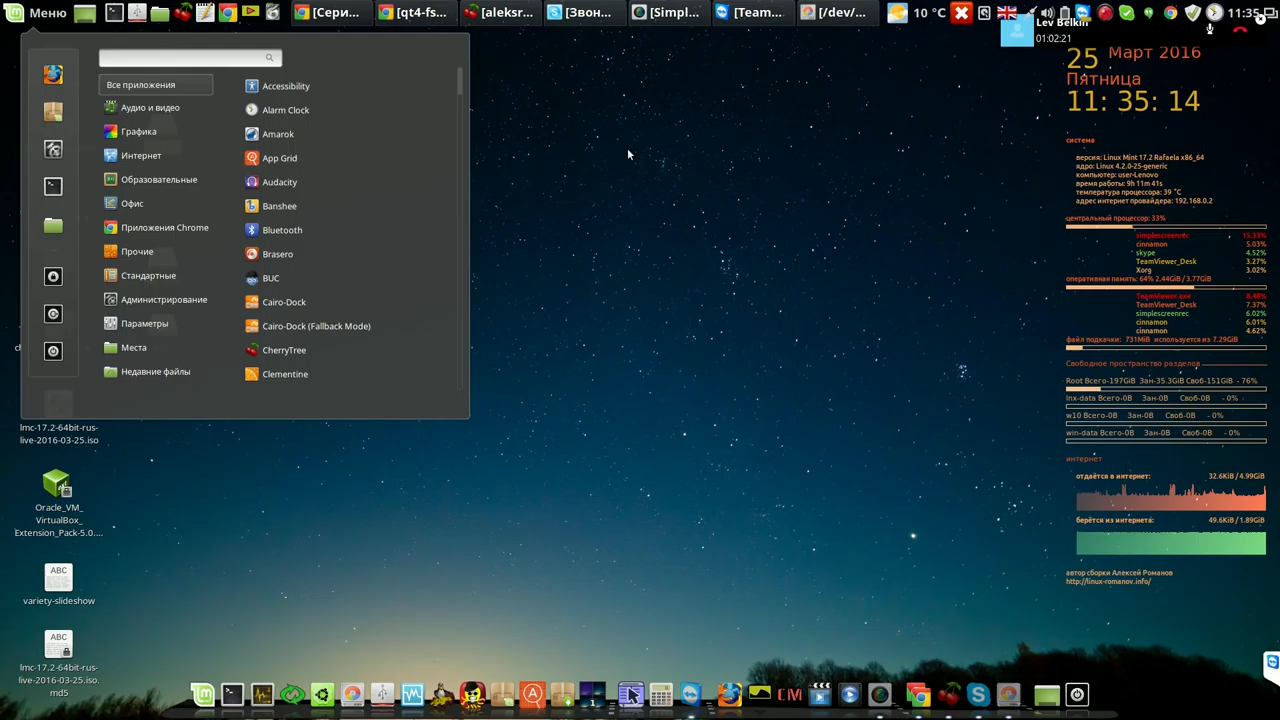 Меню
[Сери...
[qt4-fs...
[aleksr...
[Звон...
[Simpl...
[Team...
[/dev/...
10 °C
11:35
Lev Belkin
01:02:21
25
Март 2016
Пятница
11: 35: 14
система
версия: Linux Mint 17.2 Rafaela x86_64
ядро: Linux 4.2.0-25-generic
компьютер: user-Lenovo
время работы: 9h 11m 41s
температура процессора: 39 °C
адрес интернет провайдера: 192.168.0.2
центральный процессор: 33%
simplescreenrec 15.33%
cinnamon 5.03%
skype 4.52%
TeamViewer_Desk 3.27%
Xorg 3.02%
оперативная память: 64% 2.44GiB / 3.77GiB
TeamViewer.exe 8.48%
TeamViewer_Desk 7.37%
simplescreenrec 6.02%
cinnamon 6.01%
cinnamon 4.62%
файл подкачки: 731MiB используется из 7.29GiB
Свободное пространство разделов
Root Всего-197GiB Зан-35.3GiB Своб-151GiB - 76%
lnx-data Всего-0B Зан-0B Своб-0B - 0%
w10 Всего-0B Зан-0B Своб-0B - 0%
win-data Всего-0B Зан-0B Своб-0B - 0%
интернет
отдаётся в интернет: 32.6KiB / 4.99GiB
берётся из интернета: 49.6KiB / 1.89GiB
автор сборки Алексей Романов
http://linux-romanov.info/
Все приложения
Аудио и видео
Графика
Интернет
Образовательные
Офис
Приложения Chrome
Прочие
Стандартные
Администрирование
Параметры
Места
Недавние файлы
Accessibility
Alarm Clock
Amarok
App Grid
Audacity
Banshee
Bluetooth
Brasero
BUC
Cairo-Dock
Cairo-Dock (Fallback Mode)
CherryTree
Clementine
lmc-17.2-64bit-rus-
live-2016-03-25.iso
Oracle_VM_
VirtualBox_
Extension_Pack-5.0....
ABC
variety-slideshow
ABC
lmc-17.2-64bit-rus-
live-2016-03-25.iso.
md5
CM